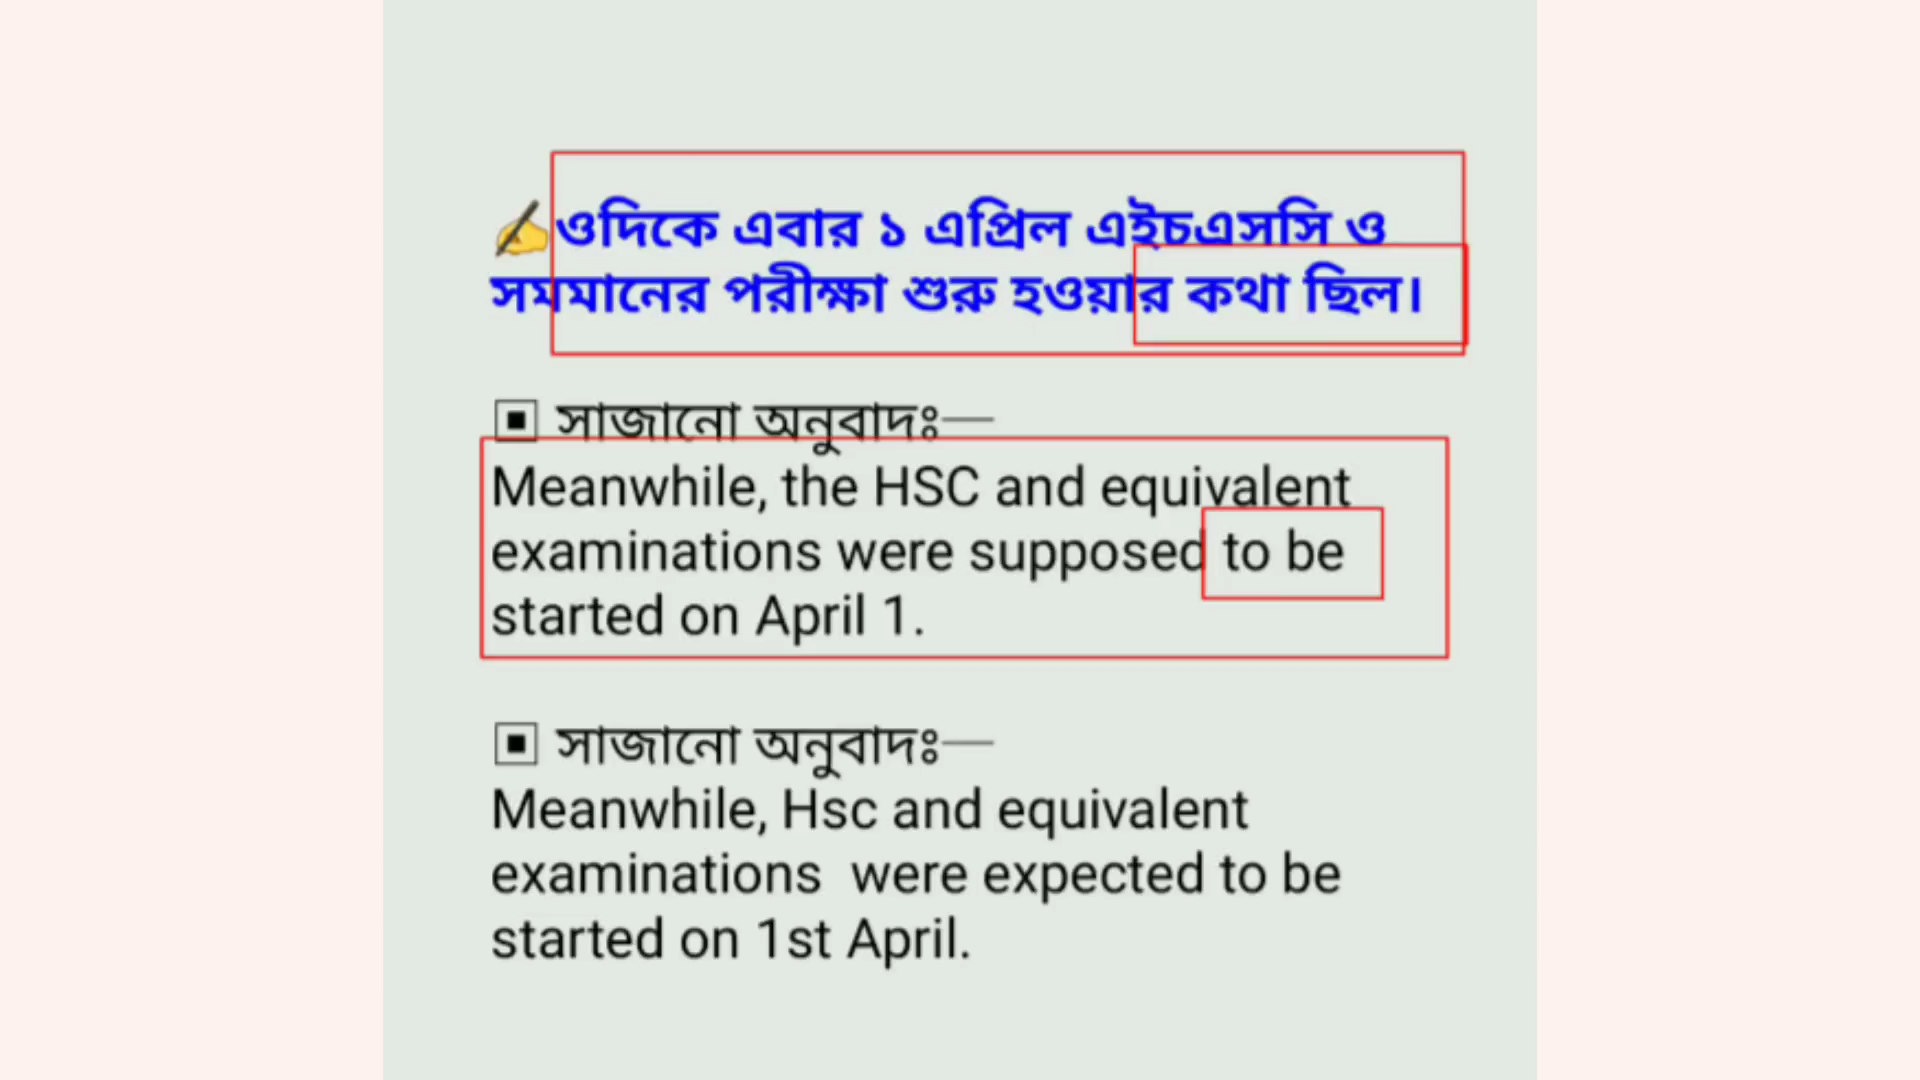 ✍️ওদিকে এবার ১ এপ্রিল এইচএসসি ও
সমমানের পরীক্ষা শুরু হওয়ার কথা ছিল।
▣ সাজানো অনুবাদঃ—
Meanwhile, the HSC and equivalent
examinations were supposed to be
started on April 1.
▣ সাজানো অনুবাদঃ—
Meanwhile, Hsc and equivalent
examinations  were expected to be
started on 1st April.